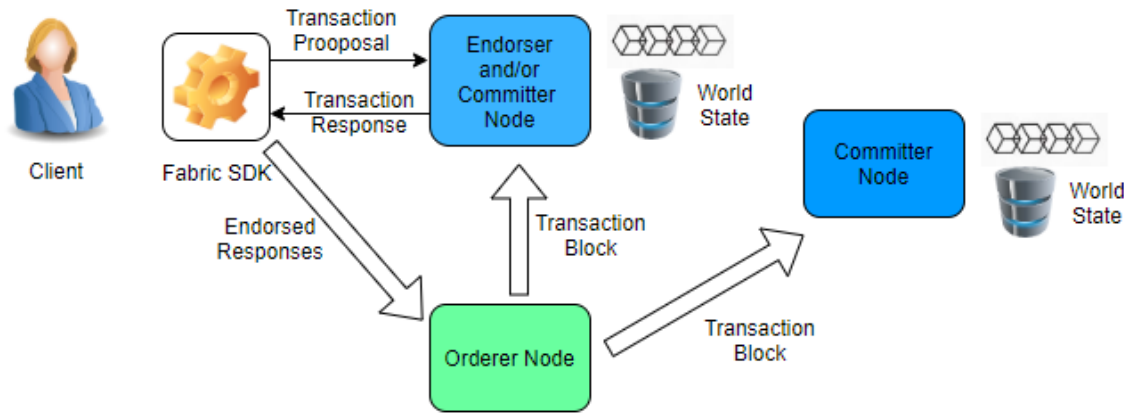 Transaction
Prooposal
Endorser
and/or
Committer
Node
Transaction
Response
World
State
Client
Fabric SDK
Committer
Node
World
State
Endorsed
Responses
Transaction
Block
Orderer Node
Transaction
Block